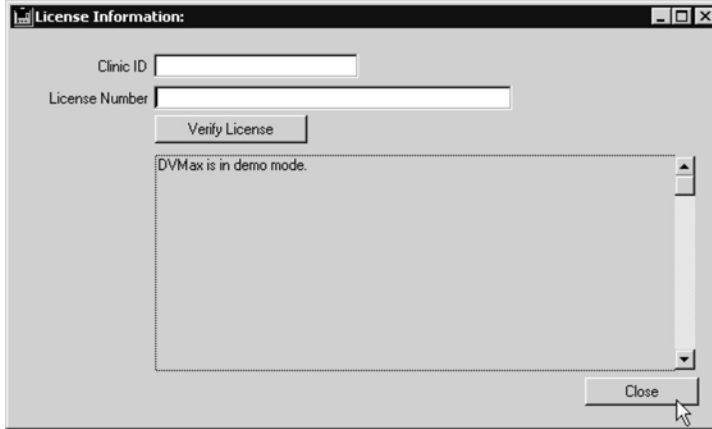 License Information:
Clinic ID
License Number
Verify License
DVMax is in demo mode.
Close